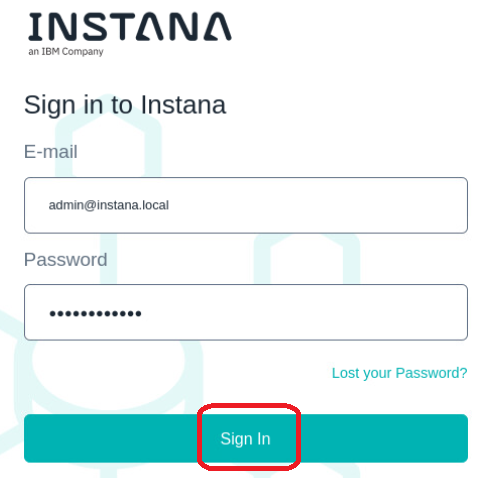 INSTANA
an IBM Company
Sign in to Instana
E-mail
admin@instana.local
Password
••••••••••••
Lost your Password?
Sign In